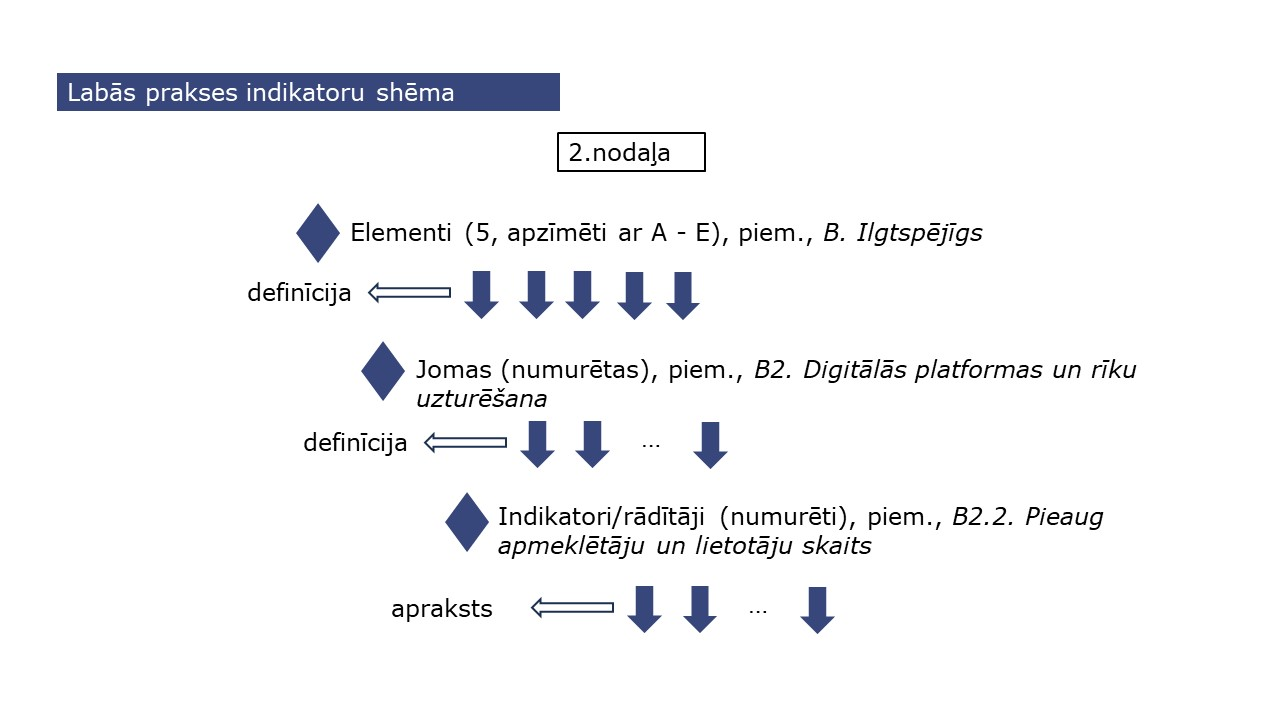 Labās prakses indikatoru shēma
2.nodaļa
Elementi (5, apzīmēti ar A - E), piem., B. Ilgtspējīgs
definīcija
Jomas (numurētas), piem., B2. Digitālās platformas un rīku
uzturēšana
definīcija
...
Indikatori/rādītāji (numurēti), piem., B2.2. Pieaug
apmeklētāju un lietotāju skaits
apraksts
...